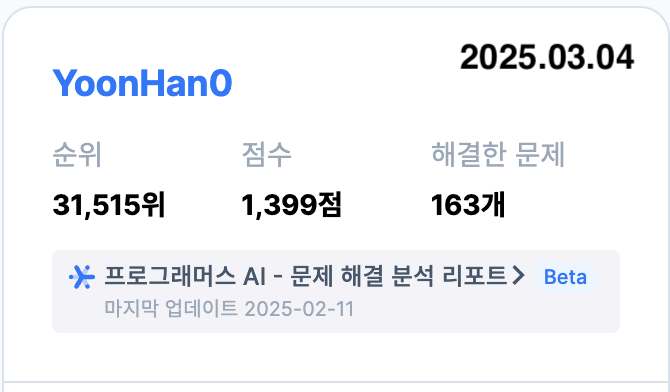 2025.03.04
YoonHan0
순위 점수 해결한 문제
31,515위 1,399점 163개
프로그래머스 AI - 문제 해결 분석 리포트 > Beta
마지막 업데이트 2025-02-11